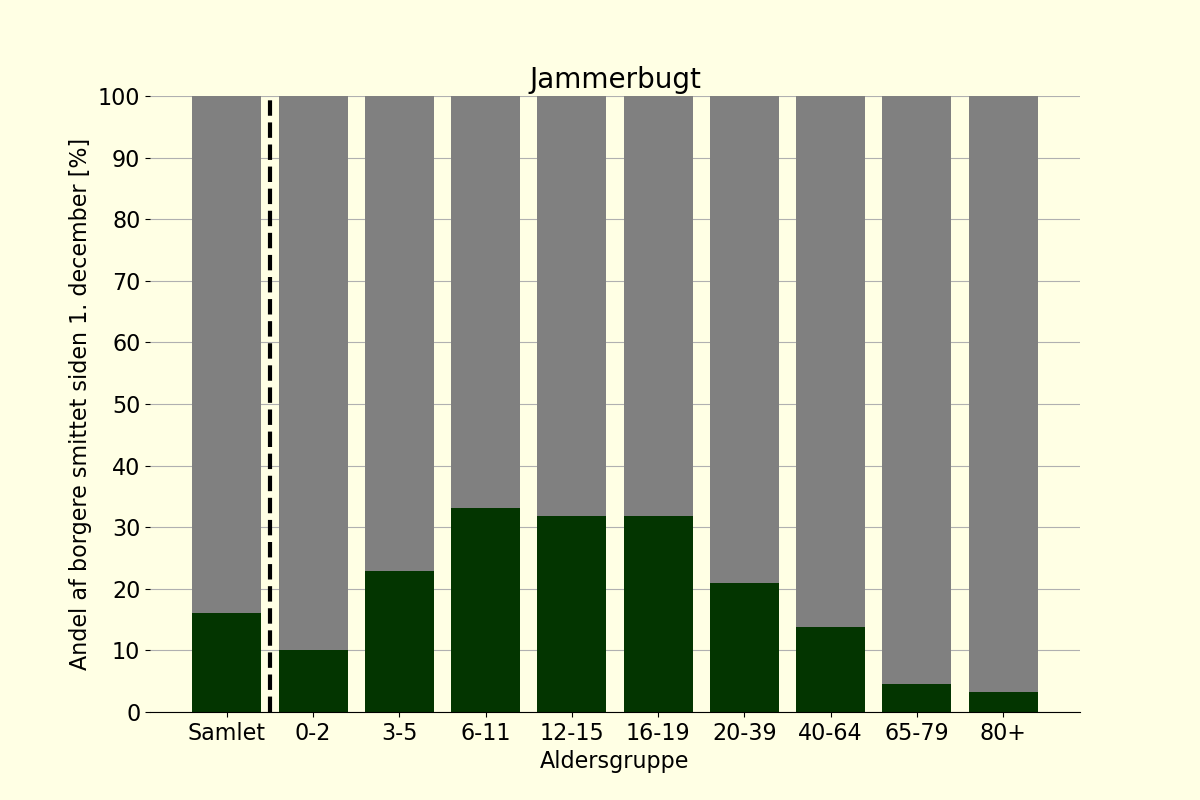 Jammerbugt
Andel af borgere smittet siden 1. december [%]
100
90
80
70
60
50
40
30
20
10
0
Samlet 0-2 3-5 6-11 12-15 16-19 20-39 40-64 65-79 80+
Aldersgruppe